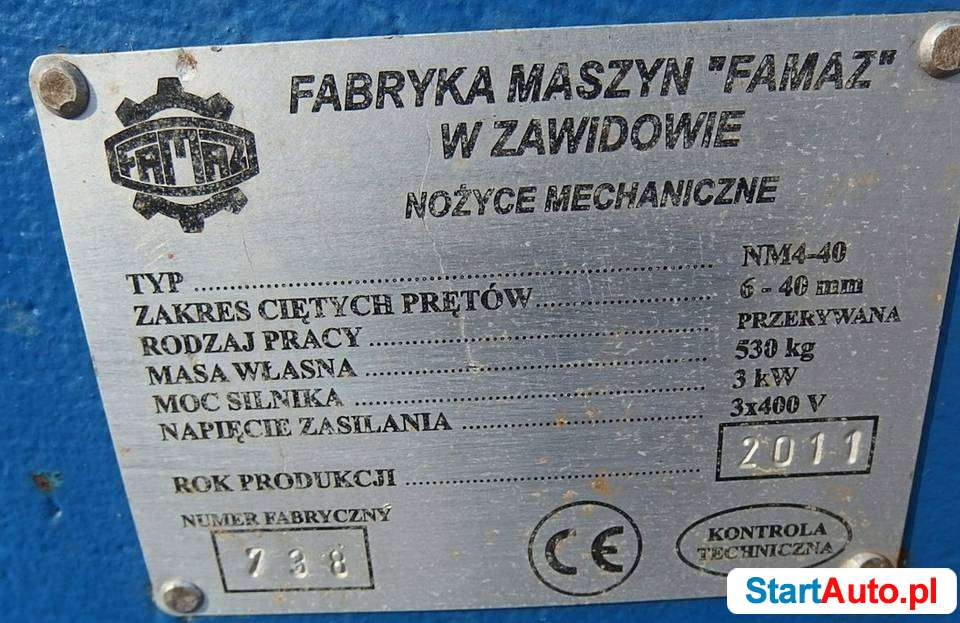 FAMAZ
FABRYKA MASZYN "FAMAZ"
W ZAWIDOWIE
NOŻYCE MECHANICZNE
TYP ........ NM4-40
ZAKRES CIĘTYCH PRĘTÓW ........ 6 - 40 mm
RODZAJ PRACY ........ PRZERYWANA
MASA WŁASNA ........ 530 kg
MOC SILNIKA ........ 3 kW
NAPIĘCIE ZASILANIA ........ 3x400 V
ROK PRODUKCJI ........ 2011
NUMER FABRYCZNY
738
CE
KONTROLA
TECHNICZNA
StartAuto.pl